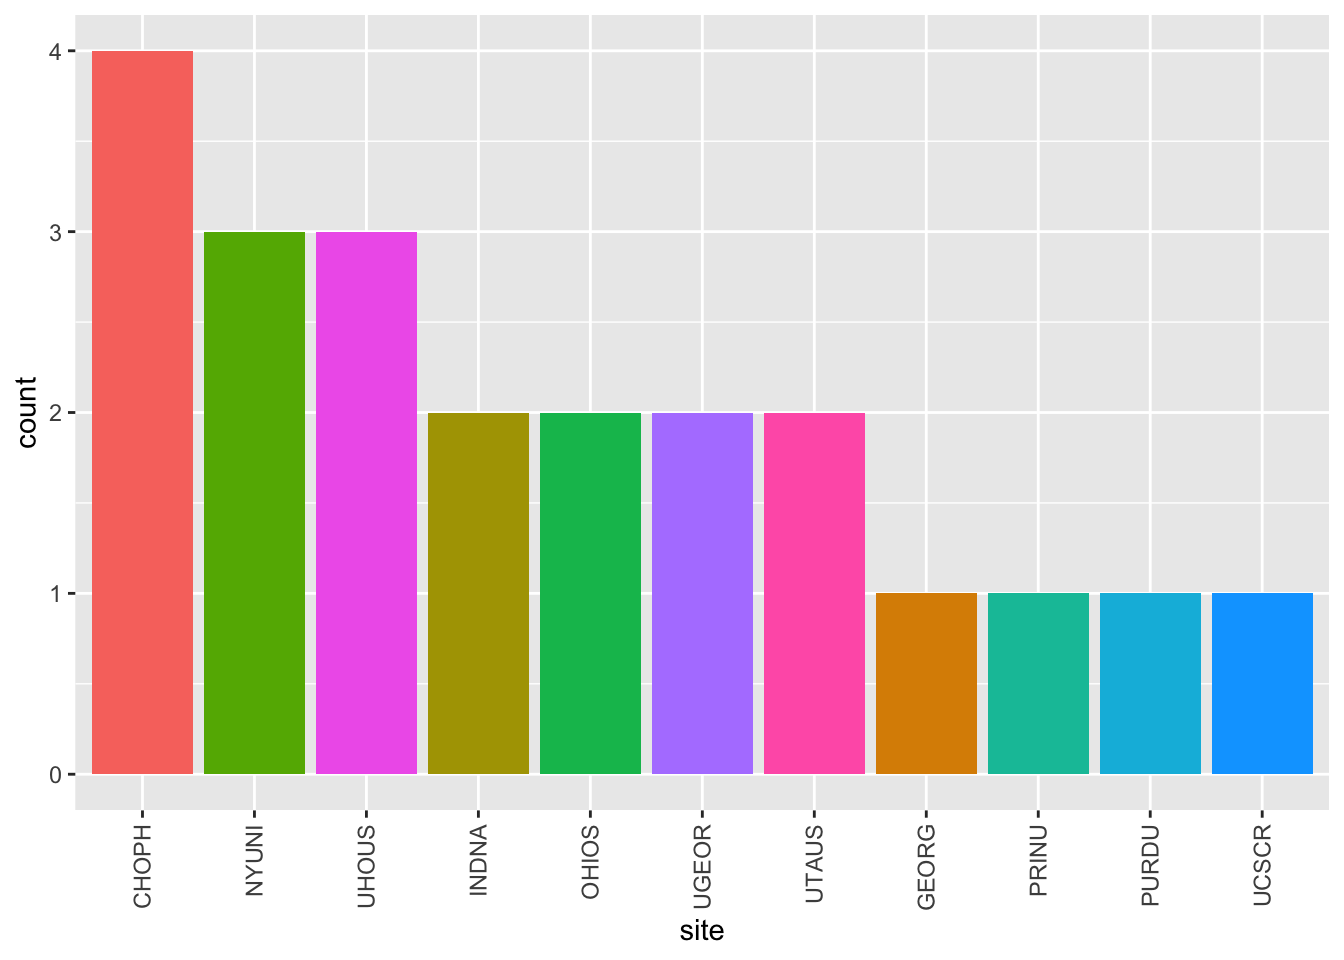 count
4
3
2
1
0
CHOPH
NYUNI
UHOUS
INDNA
OHIOS
UGEOR
UTAUS
GEORG
PRINU
PURDU
UCSCR
site